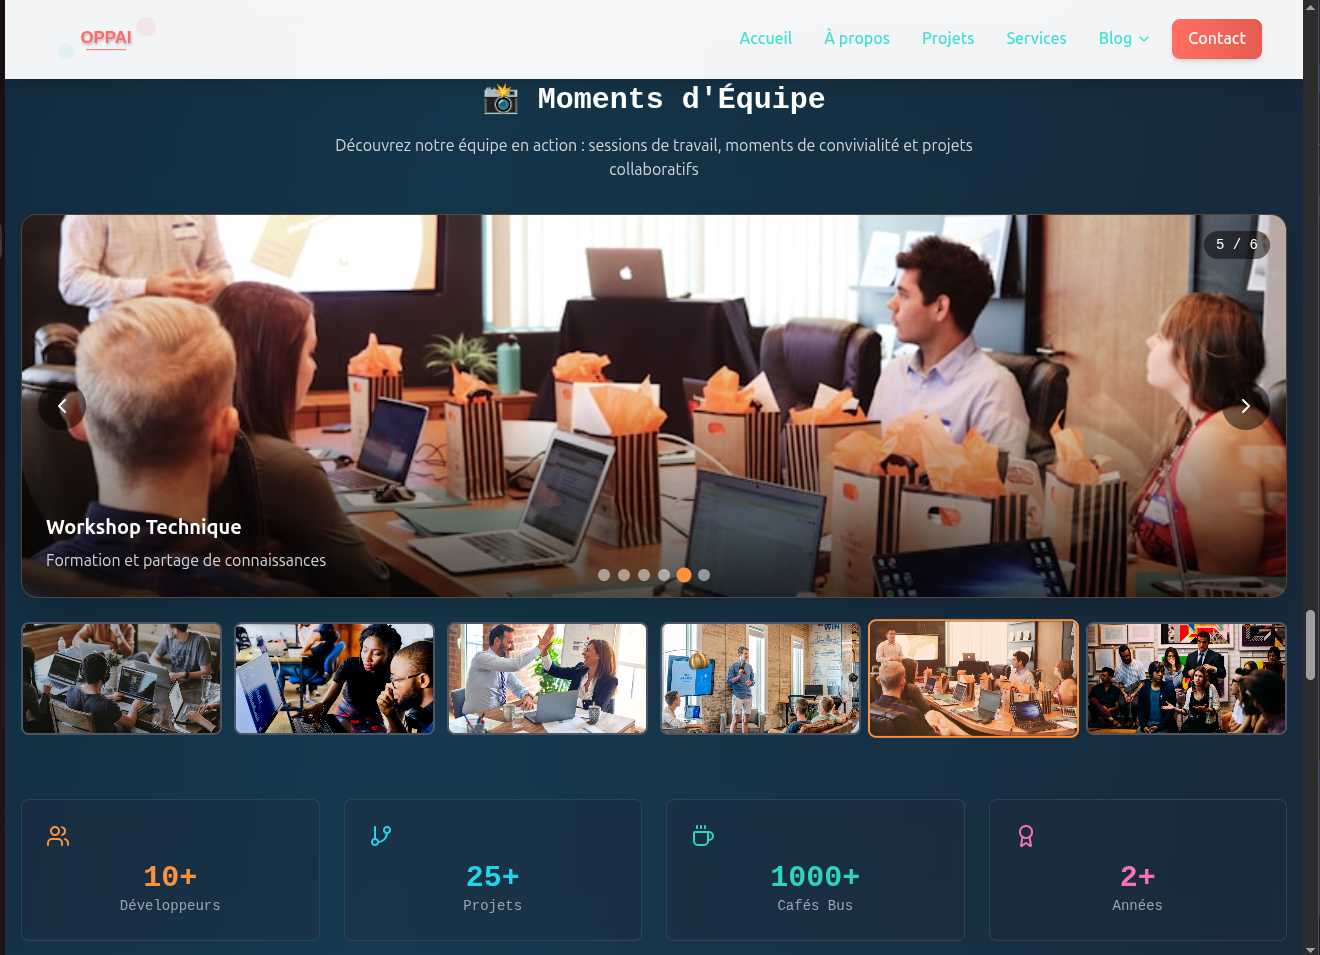 OPPAI
Accueil
À propos
Projets
Services
Blog
Contact
Moments d'Équipe
Découvrez notre équipe en action : sessions de travail, moments de convivialité et projets
collaboratifs
5 / 6
Workshop Technique
Formation et partage de connaissances
10+
Développeurs
25+
Projets
1000+
Cafés Bus
2+
Années